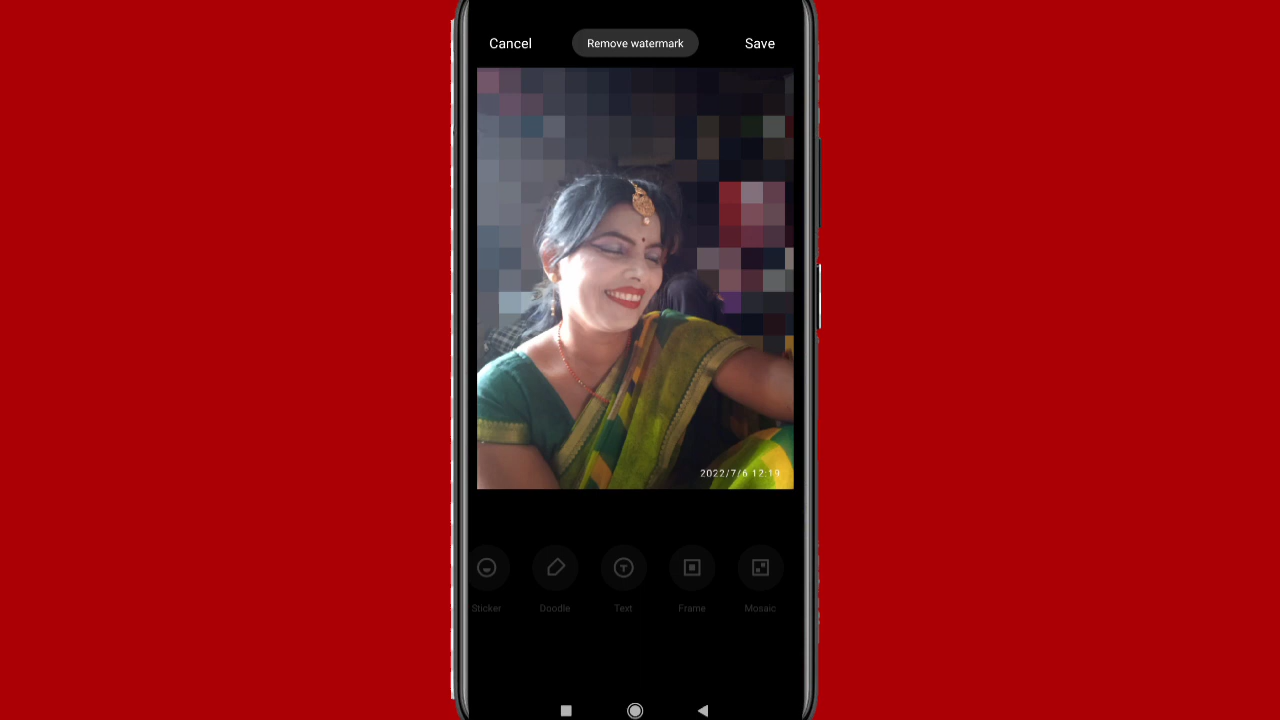 Cancel
Remove watermark
Save
2022/7/6 12:19
Sticker
Doodle
Text
Frame
Mosaic